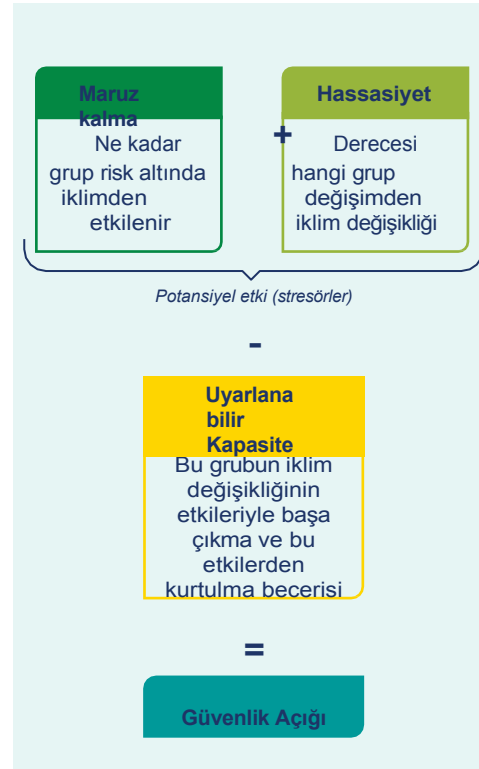 Maruz
kalma
Ne kadar
grup risk altında
iklimden
etkilenir
+
Hassasiyet
Derecesi
hangi grup
değişimden
iklim değişikliği
Potansiyel etki (stresörler)
-
Uyarlana
bilir
Kapasite
Bu grubun iklim
değişikliğinin
etkileriyle başa
çıkma ve bu
etkilerden
kurtulma becerisi
=
Güvenlik Açığı